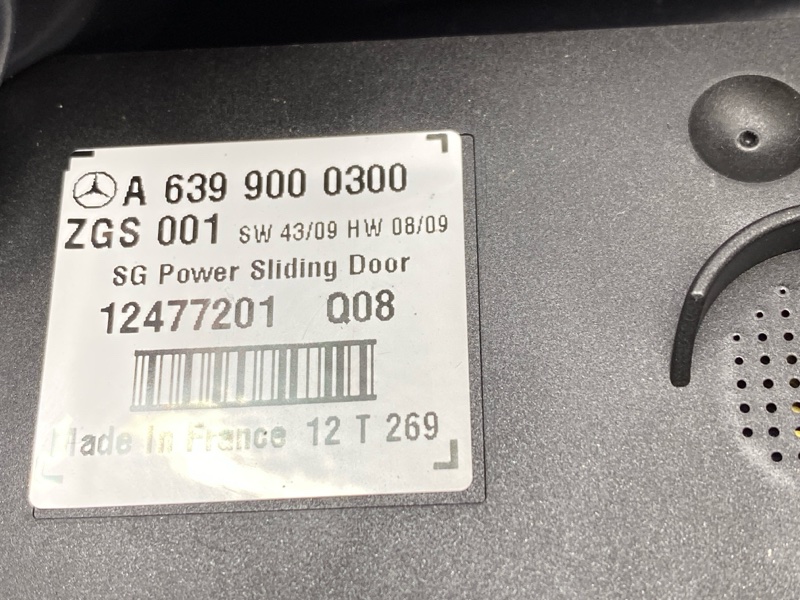 A 639 900 0300
ZGS 001 SW 43/09 HW 08/09
SG Power Sliding Door
12477201 Q08
Made In France 12 T 269